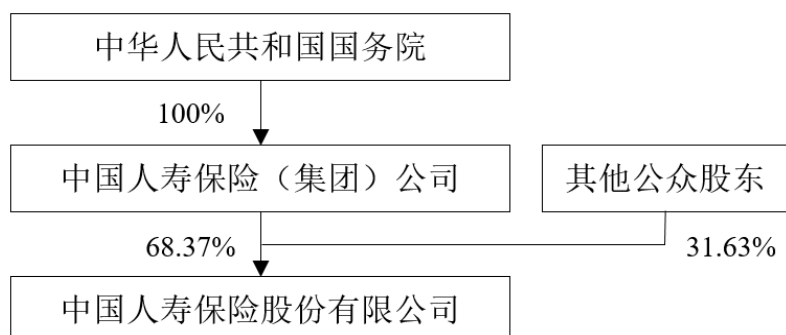 中华人民共和国国务院
100%
中国人寿保险（集团）公司
其他公众股东
68.37%
31.63%
中国人寿保险股份有限公司